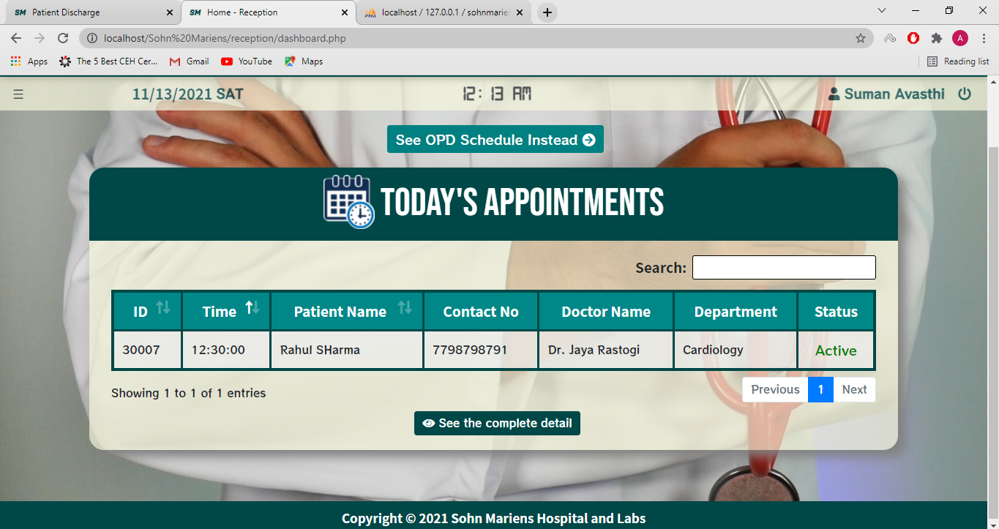 SM Patient Discharge
SM Home - Reception
PMA localhost / 127.0.0.1 / sohnmarie
localhost/Sohn%20Mariens/reception/dashboard.php
A
Apps The 5 Best CEH Cer... Gmail YouTube Maps Reading list
11/13/2021 SAT 12:13 AM Suman Avasthi
See OPD Schedule Instead
TODAY'S APPOINTMENTS
Search:
ID Time Patient Name Contact No Doctor Name Department Status
30007 12:30:00 Rahul SHarma 7798798791 Dr. Jaya Rastogi Cardiology Active
Showing 1 to 1 of 1 entries Previous 1 Next
See the complete detail
Copyright © 2021 Sohn Mariens Hospital and Labs